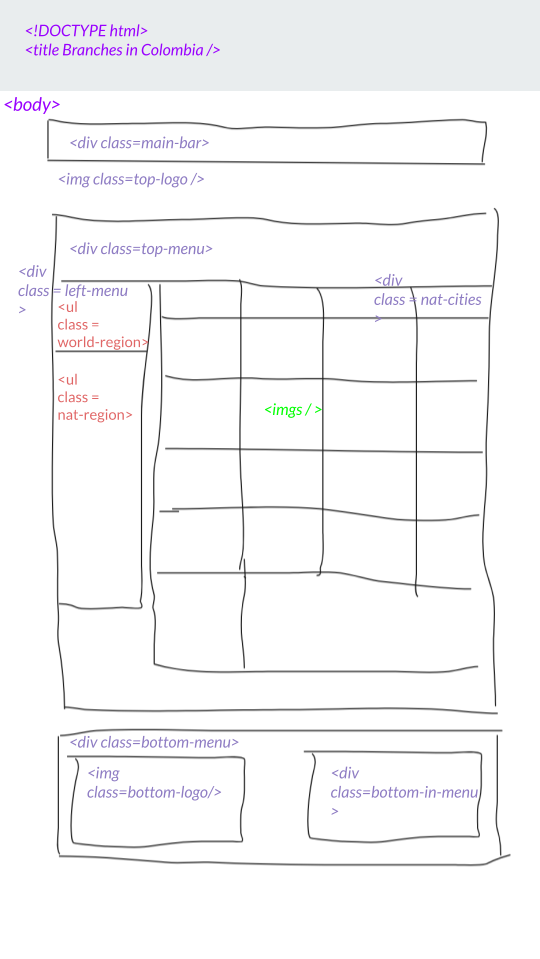 <!DOCTYPE html>
<title Branches in Colombia />
<body>
<div class=main-bar>
<img class=top-logo />
<div class=top-menu>
<div
class = left-menu
>
<div
class = nat-cities
>
<ul
class =
world-region>
<ul
class =
nat-region>
<imgs / >
<div class=bottom-menu>
<img
class=bottom-logo/>
<div
class=bottom-in-menu
>